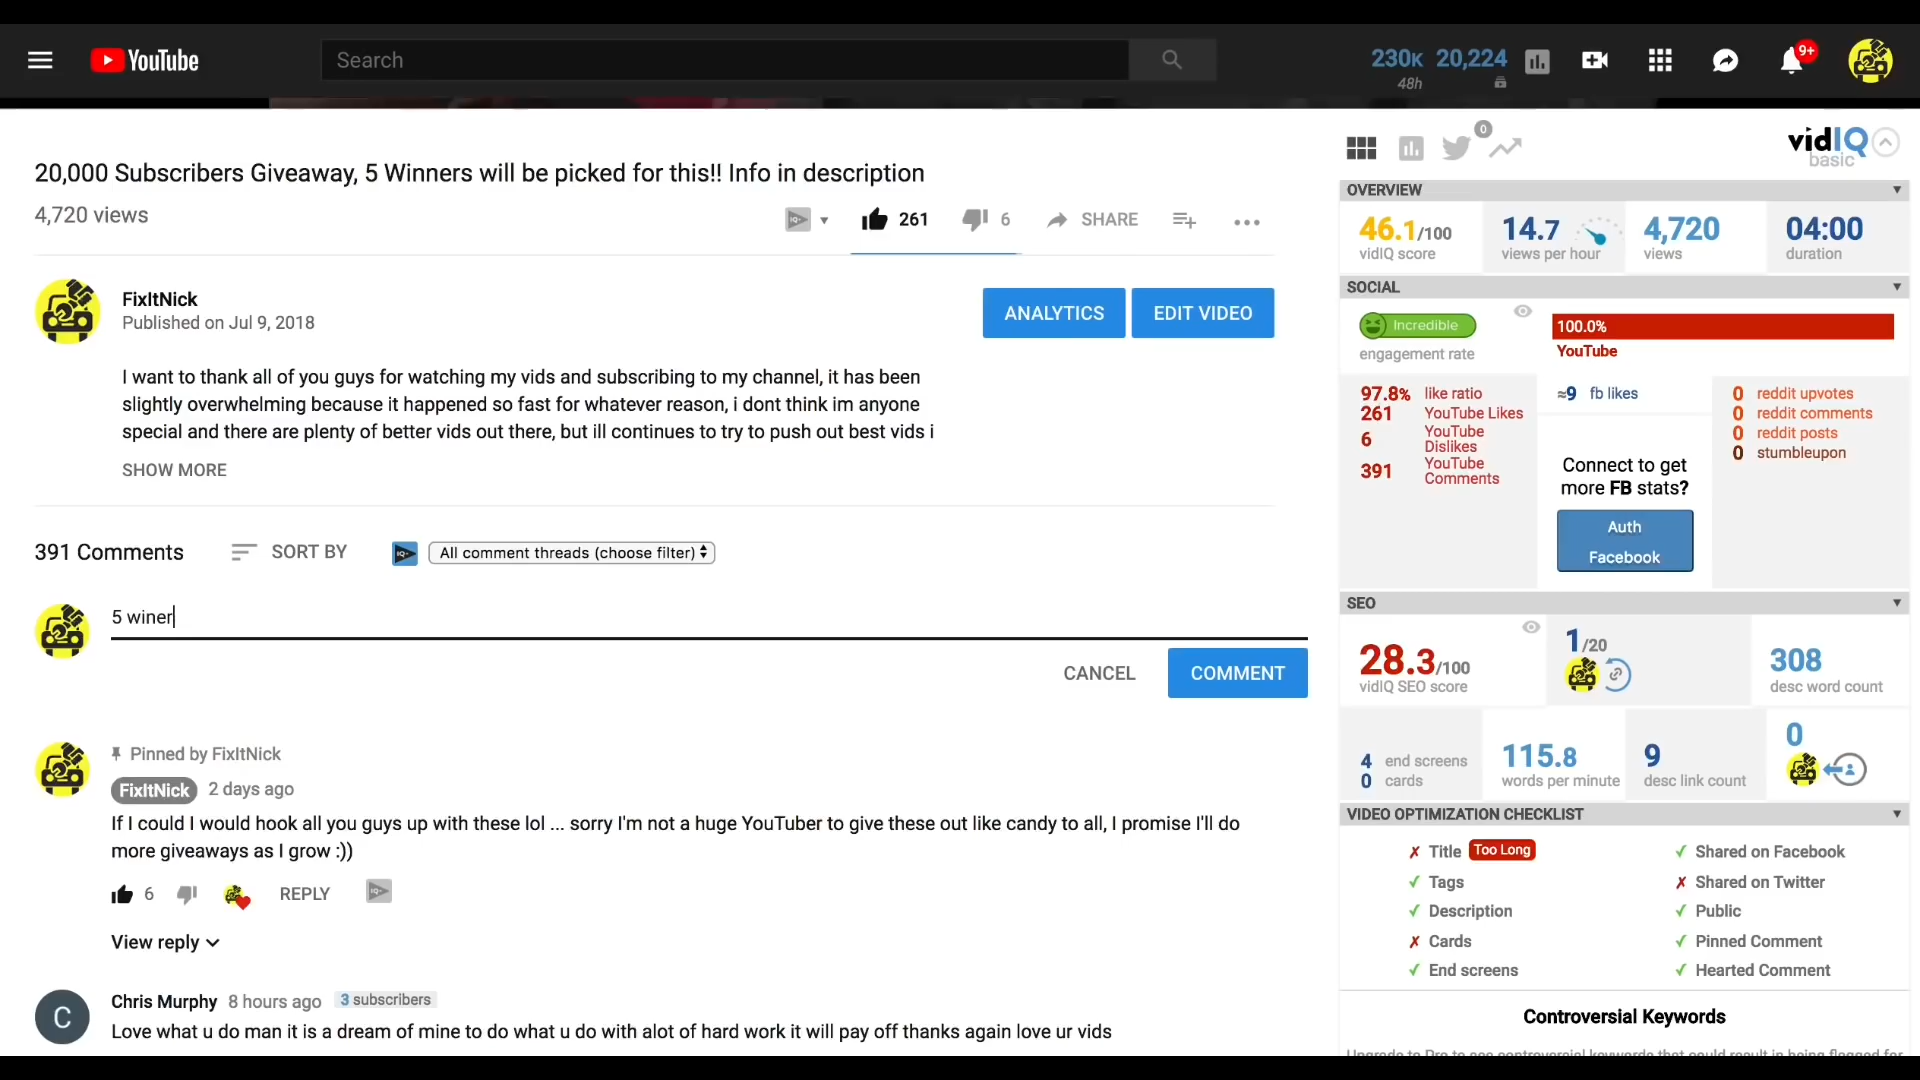 YouTube
Search
230K 20,224
48h
9+
20,000 Subscribers Giveaway, 5 Winners will be picked for this!! Info in description
4,720 views
261
6
SHARE
FixItNick
Published on Jul 9, 2018
ANALYTICS
EDIT VIDEO
I want to thank all of you guys for watching my vids and subscribing to my channel, it has been
slightly overwhelming because it happened so fast for whatever reason, i dont think im anyone
special and there are plenty of better vids out there, but ill continues to try to push out best vids i
SHOW MORE
391 Comments
SORT BY
All comment threads (choose filter)
5 winer
CANCEL
COMMENT
Pinned by FixItNick
FixItNick 2 days ago
If I could I would hook all you guys up with these lol ... sorry I'm not a huge YouTuber to give these out like candy to all, I promise I'll do
more giveaways as I grow :))
6
REPLY
View reply
C
Chris Murphy 8 hours ago 3 subscribers
Love what u do man it is a dream of mine to do what u do with alot of hard work it will pay off thanks again love ur vids
0
vidIQ
basic
OVERVIEW
46.1/100
vidIQ score
14.7
views per hour
4,720
views
04:00
duration
SOCIAL
Incredible
engagement rate
100.0%
YouTube
97.8% like ratio
261 YouTube Likes
6 YouTube
Dislikes
391 YouTube
Comments
≈9 fb likes
Connect to get
more FB stats?
Auth
Facebook
0 reddit upvotes
0 reddit comments
0 reddit posts
0 stumbleupon
SEO
28.3/100
vidIQ SEO score
1/20
308
desc word count
4 end screens
0 cards
115.8
words per minute
9
desc link count
0
VIDEO OPTIMIZATION CHECKLIST
✗ Title Too Long
✓ Tags
✓ Description
✗ Cards
✓ End screens
✓ Shared on Facebook
✗ Shared on Twitter
✓ Public
✓ Pinned Comment
✓ Hearted Comment
Controversial Keywords
Upgrade to Pro to see controversial keywords that could result in being flagged for